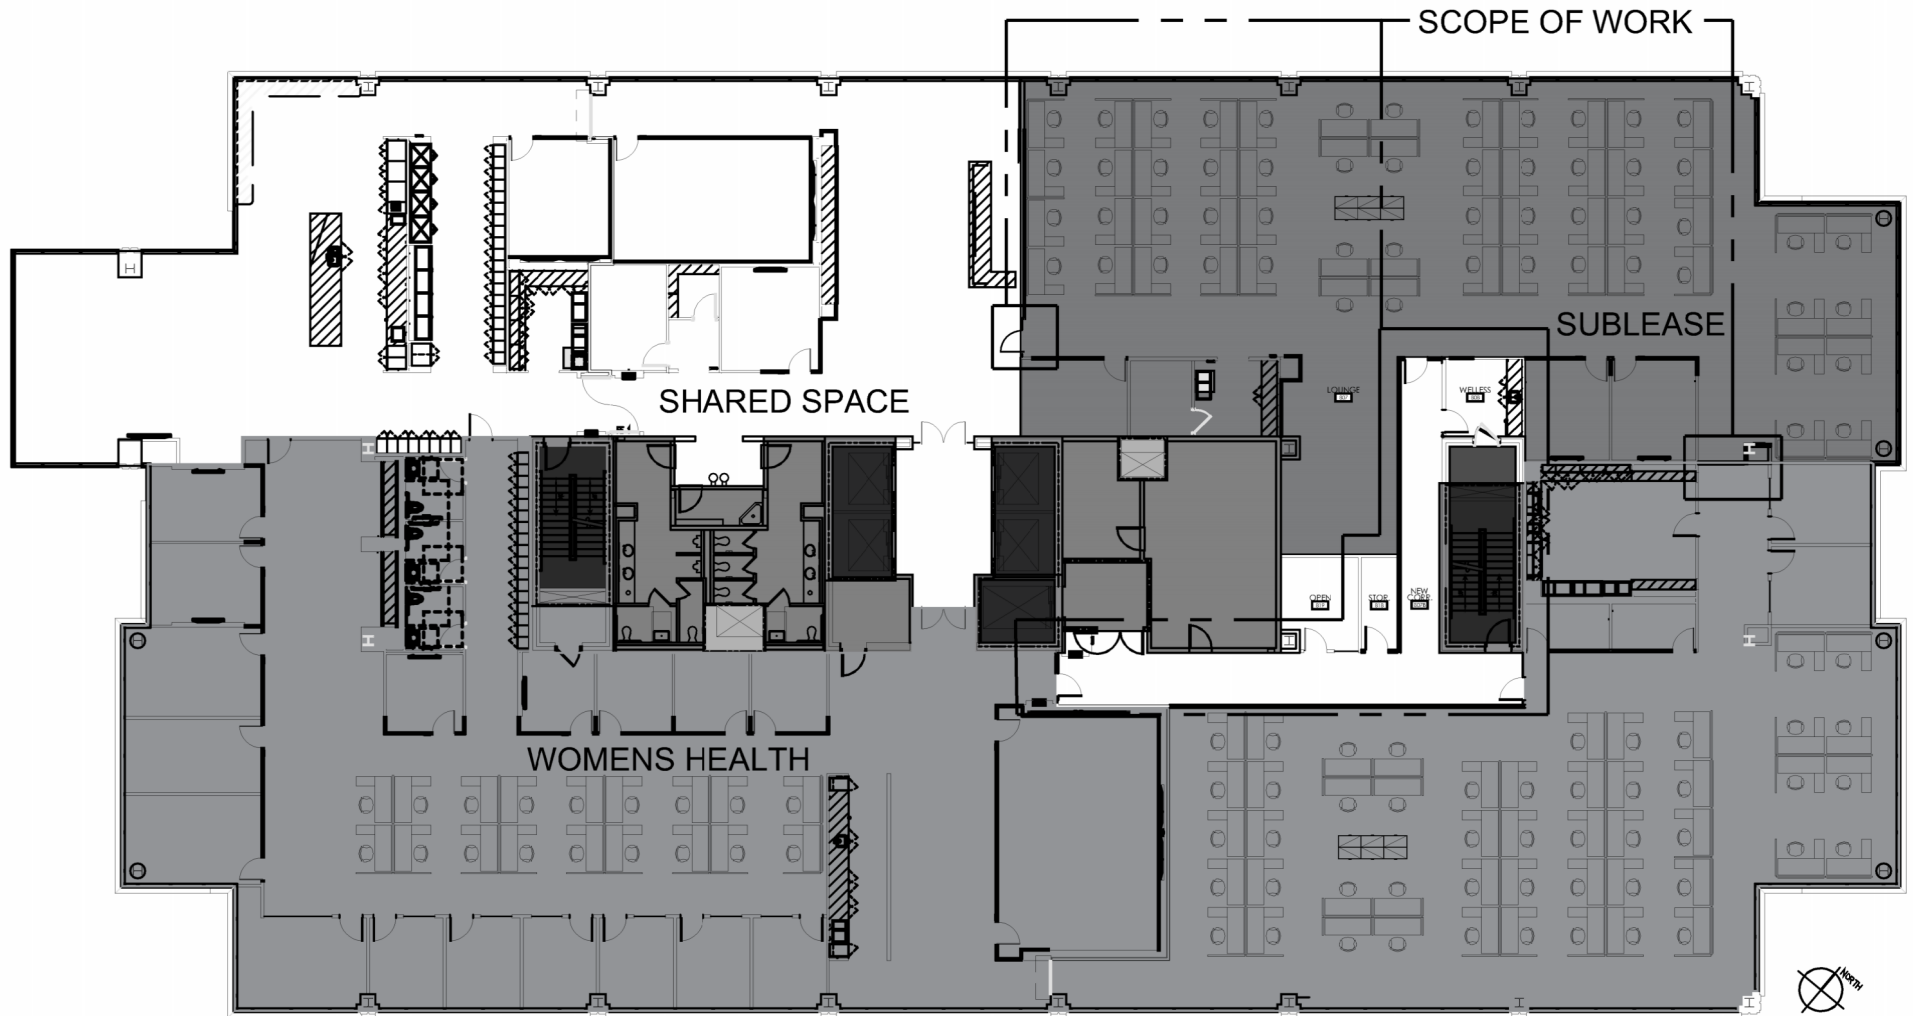 SCOPE OF WORK
SUBLEASE
SHARED SPACE
LOUNGE
WELLESS
OPEN
STOR.
NEW
CORR.
WOMENS HEALTH
NORTH